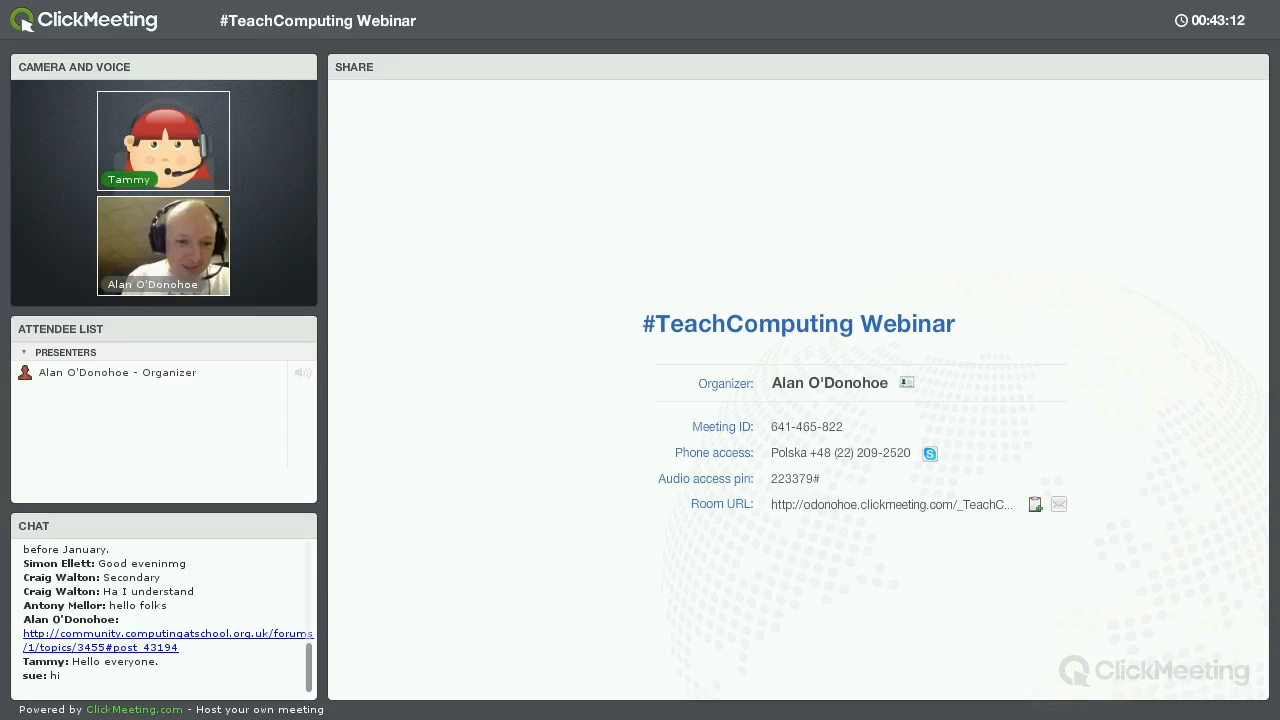 ClickMeeting
#TeachComputing Webinar
00:43:12
CAMERA AND VOICE
Tammy
Alan O'Donohoe
ATTENDEE LIST
PRESENTERS
Alan O'Donohoe - Organizer
CHAT
before January.
Simon Ellett: Good eveninmg
Craig Walton: Secondary
Craig Walton: Ha I understand
Antony Mellor: hello folks
Alan O'Donohoe:
http://community.computingatschool.org.uk/forums
/1/topics/3455#post_43194
Tammy: Hello everyone.
sue: hi
SHARE
#TeachComputing Webinar
Organizer: Alan O'Donohoe
Meeting ID: 641-465-822
Phone access: Polska +48 (22) 209-2520
Audio access pin: 223379#
Room URL: http://odonohoe.clickmeeting.com/_TeachC...
ClickMeeting
Powered by ClickMeeting.com - Host your own meeting